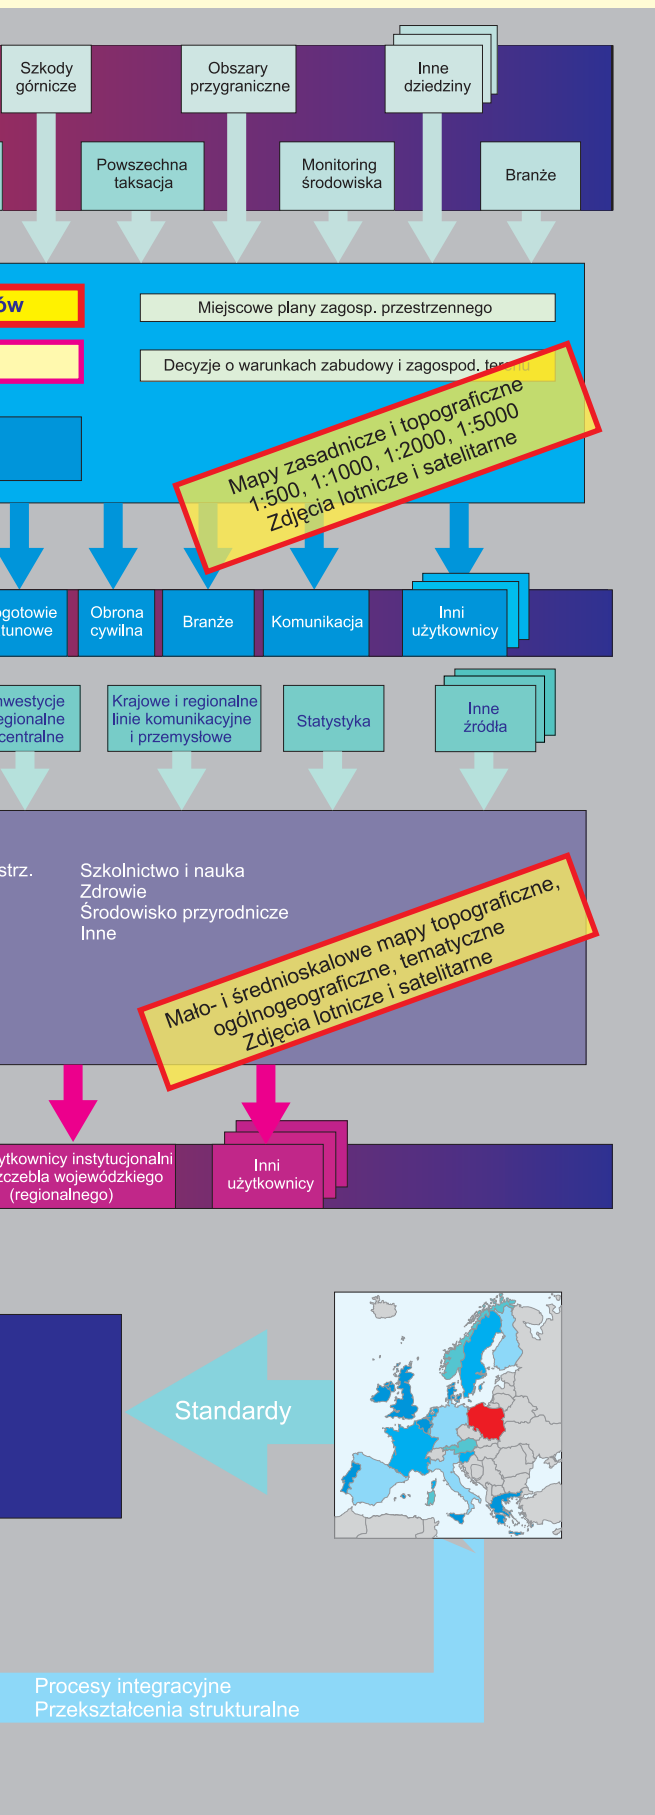 Szkody
górnicze
Obszary
przygraniczne
Inne
dziedziny
Powszechna
taksacja
Monitoring
środowiska
Branże
ów
Miejscowe plany zagosp. przestrzennego
Decyzje o warunkach zabudowy i zagospod. terenu
Mapy zasadnicze i topograficzne
1:500, 1:1000, 1:2000, 1:5000
Zdjęcia lotnicze i satelitarne
ogotowie
tunowe
Obrona
cywilna
Branże
Komunikacja
Inni
użytkownicy
nwestycje
egionalne
centralne
Krajowe i regionalne
linie komunikacyjne
i przemysłowe
Statystyka
Inne
źródła
strz.
Szkolnictwo i nauka
Zdrowie
Środowisko przyrodnicze
Inne
Mało- i średnioskalowe mapy topograficzne,
ogólnogeograficzne, tematyczne
Zdjęcia lotnicze i satelitarne
ytkownicy instytucjonalni
zczebla wojewódzkiego
(regionalnego)
Inni
użytkownicy
Standardy
Procesy integracyjne
Przekształcenia strukturalne